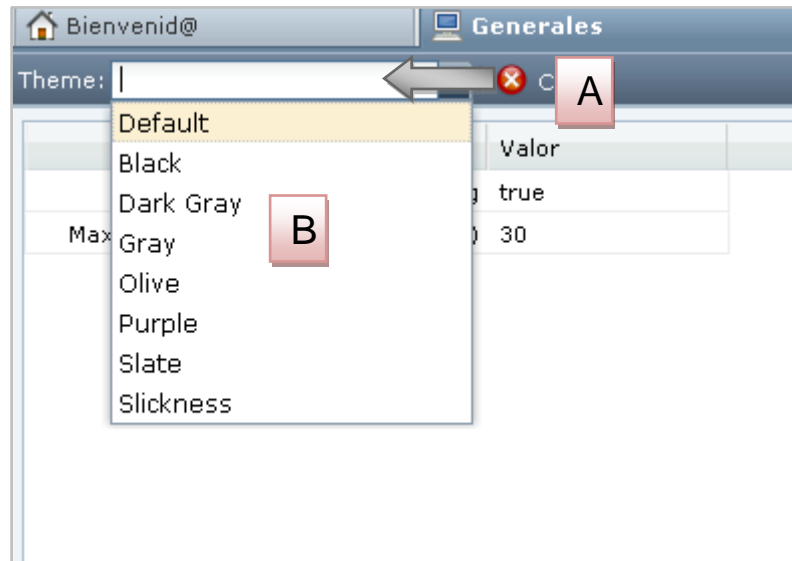 Bienvenid@ Generales
Theme: A
Default
Valor
Black
true
Dark Gray
B
Max 30
Gray
Olive
Purple
Slate
Slickness